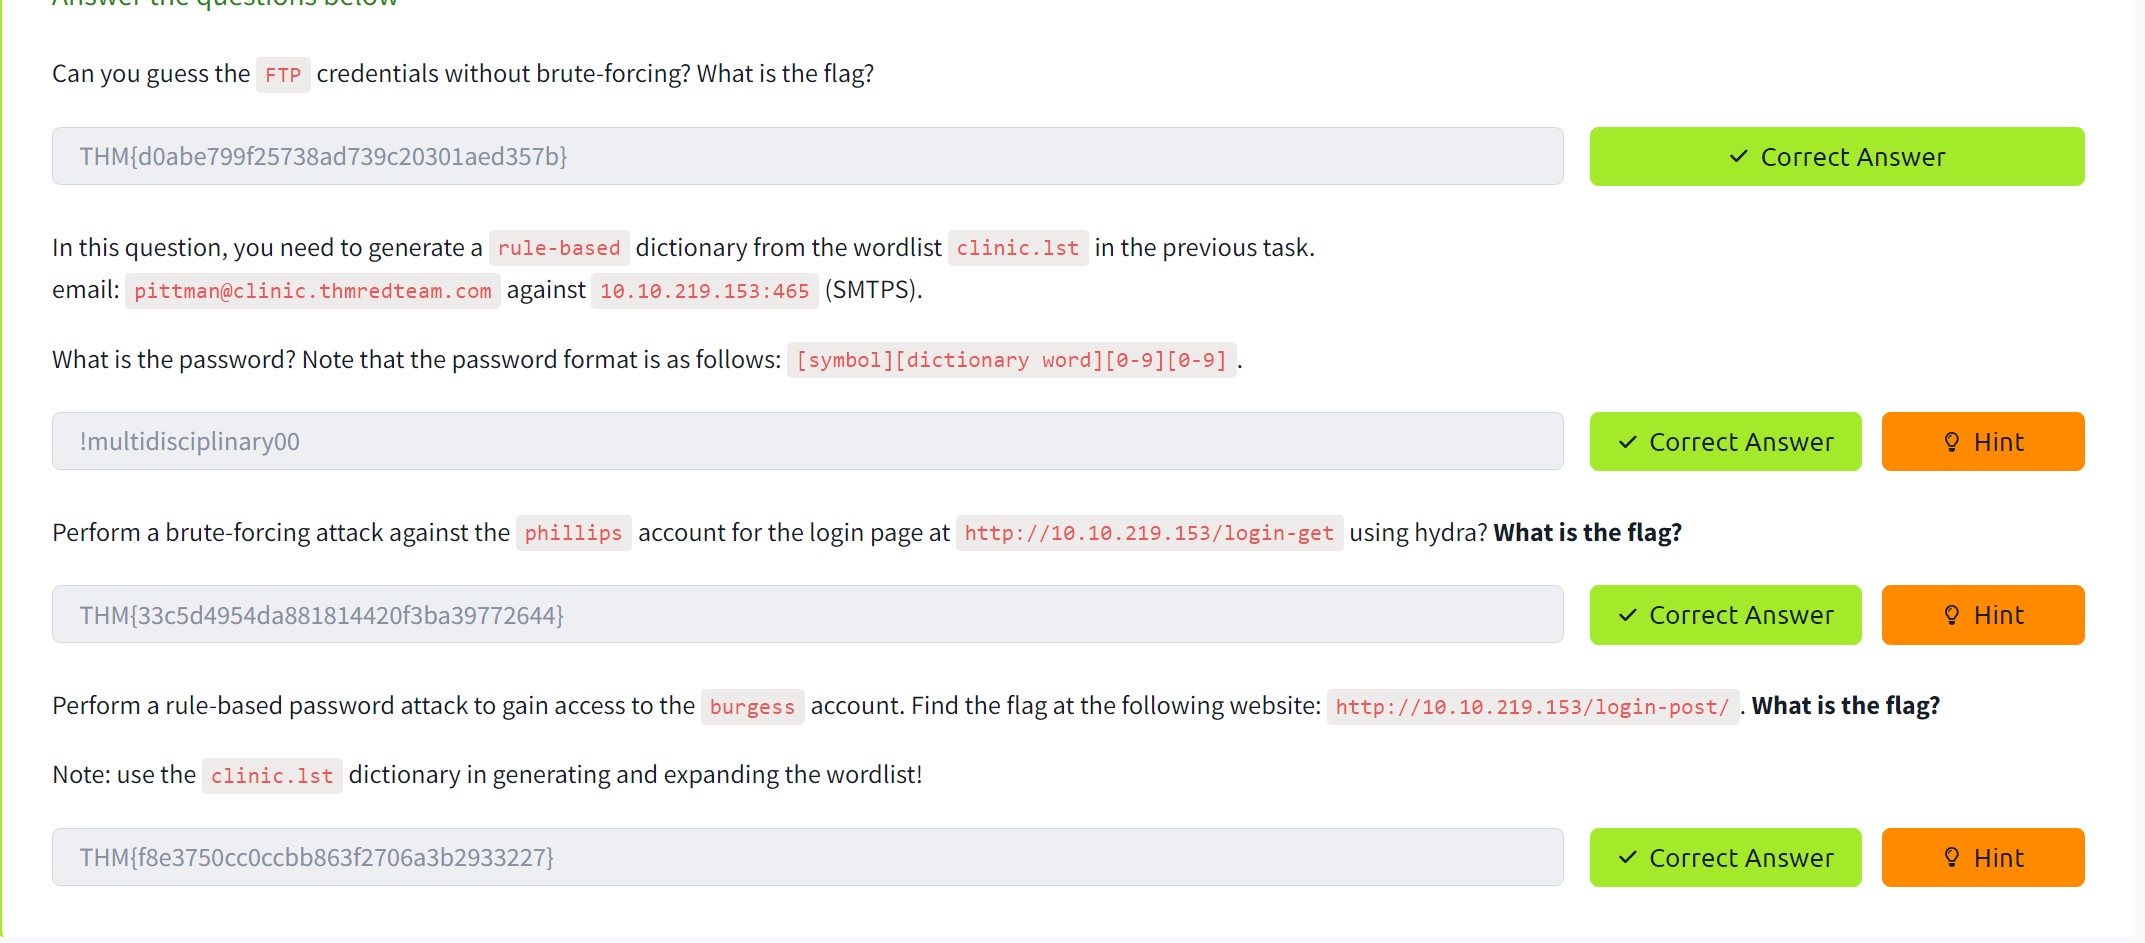 Answer the questions below
Can you guess the FTP credentials without brute-forcing? What is the flag?
THM{d0abe799f25738ad739c20301aed357b}
Correct Answer
In this question, you need to generate a rule-based dictionary from the wordlist clinic.lst in the previous task.
email: pittman@clinic.thmredteam.com against 10.10.219.153:465 (SMTPS).
What is the password? Note that the password format is as follows: [symbol][dictionary word][0-9][0-9].
!multidisciplinary00
Correct Answer
Hint
Perform a brute-forcing attack against the phillips account for the login page at http://10.10.219.153/login-get using hydra? What is the flag?
THM{33c5d4954da881814420f3ba39772644}
Correct Answer
Hint
Perform a rule-based password attack to gain access to the burgess account. Find the flag at the following website: http://10.10.219.153/login-post/. What is the flag?
Note: use the clinic.lst dictionary in generating and expanding the wordlist!
THM{f8e3750cc0ccbb863f2706a3b2933227}
Correct Answer
Hint